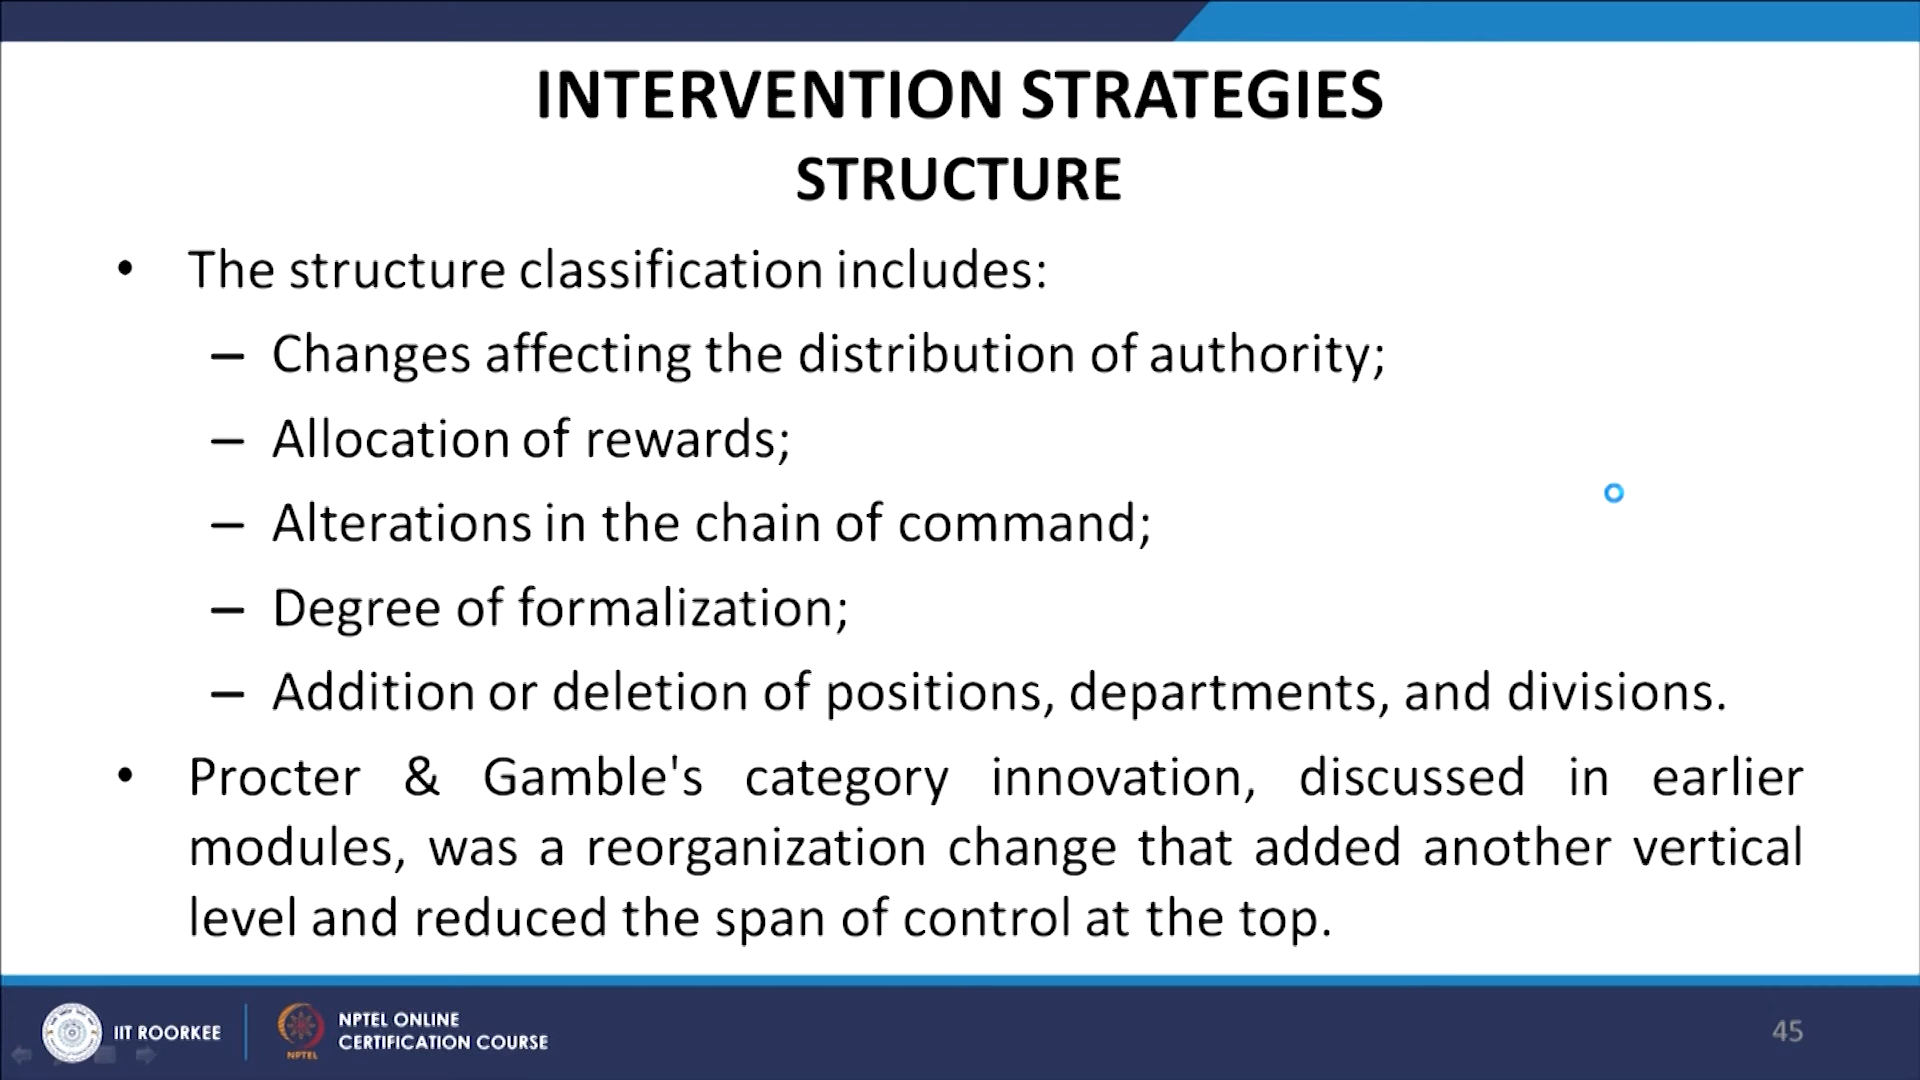 INTERVENTION STRATEGIES
STRUCTURE
• The structure classification includes:
– Changes affecting the distribution of authority;
– Allocation of rewards;
– Alterations in the chain of command;
– Degree of formalization;
– Addition or deletion of positions, departments, and divisions.
• Procter & Gamble's category innovation, discussed in earlier
modules, was a reorganization change that added another vertical
level and reduced the span of control at the top.
IIT ROORKEE
NPTEL
NPTEL ONLINE
CERTIFICATION COURSE
45